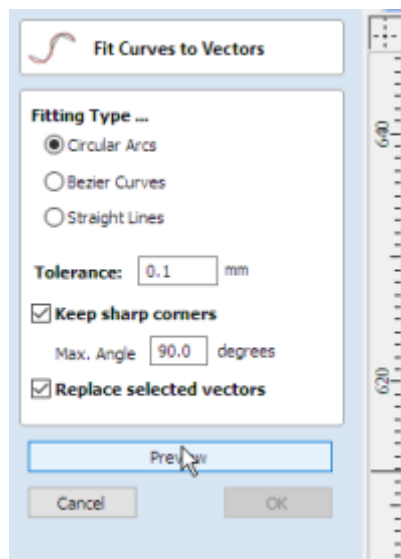 Fit Curves to Vectors
Fitting Type ...
Circular Arcs
Bezier Curves
Straight Lines
Tolerance: 0.1 mm
Keep sharp corners
Max. Angle 90.0 degrees
Replace selected vectors
Preview
Cancel OK
640
620